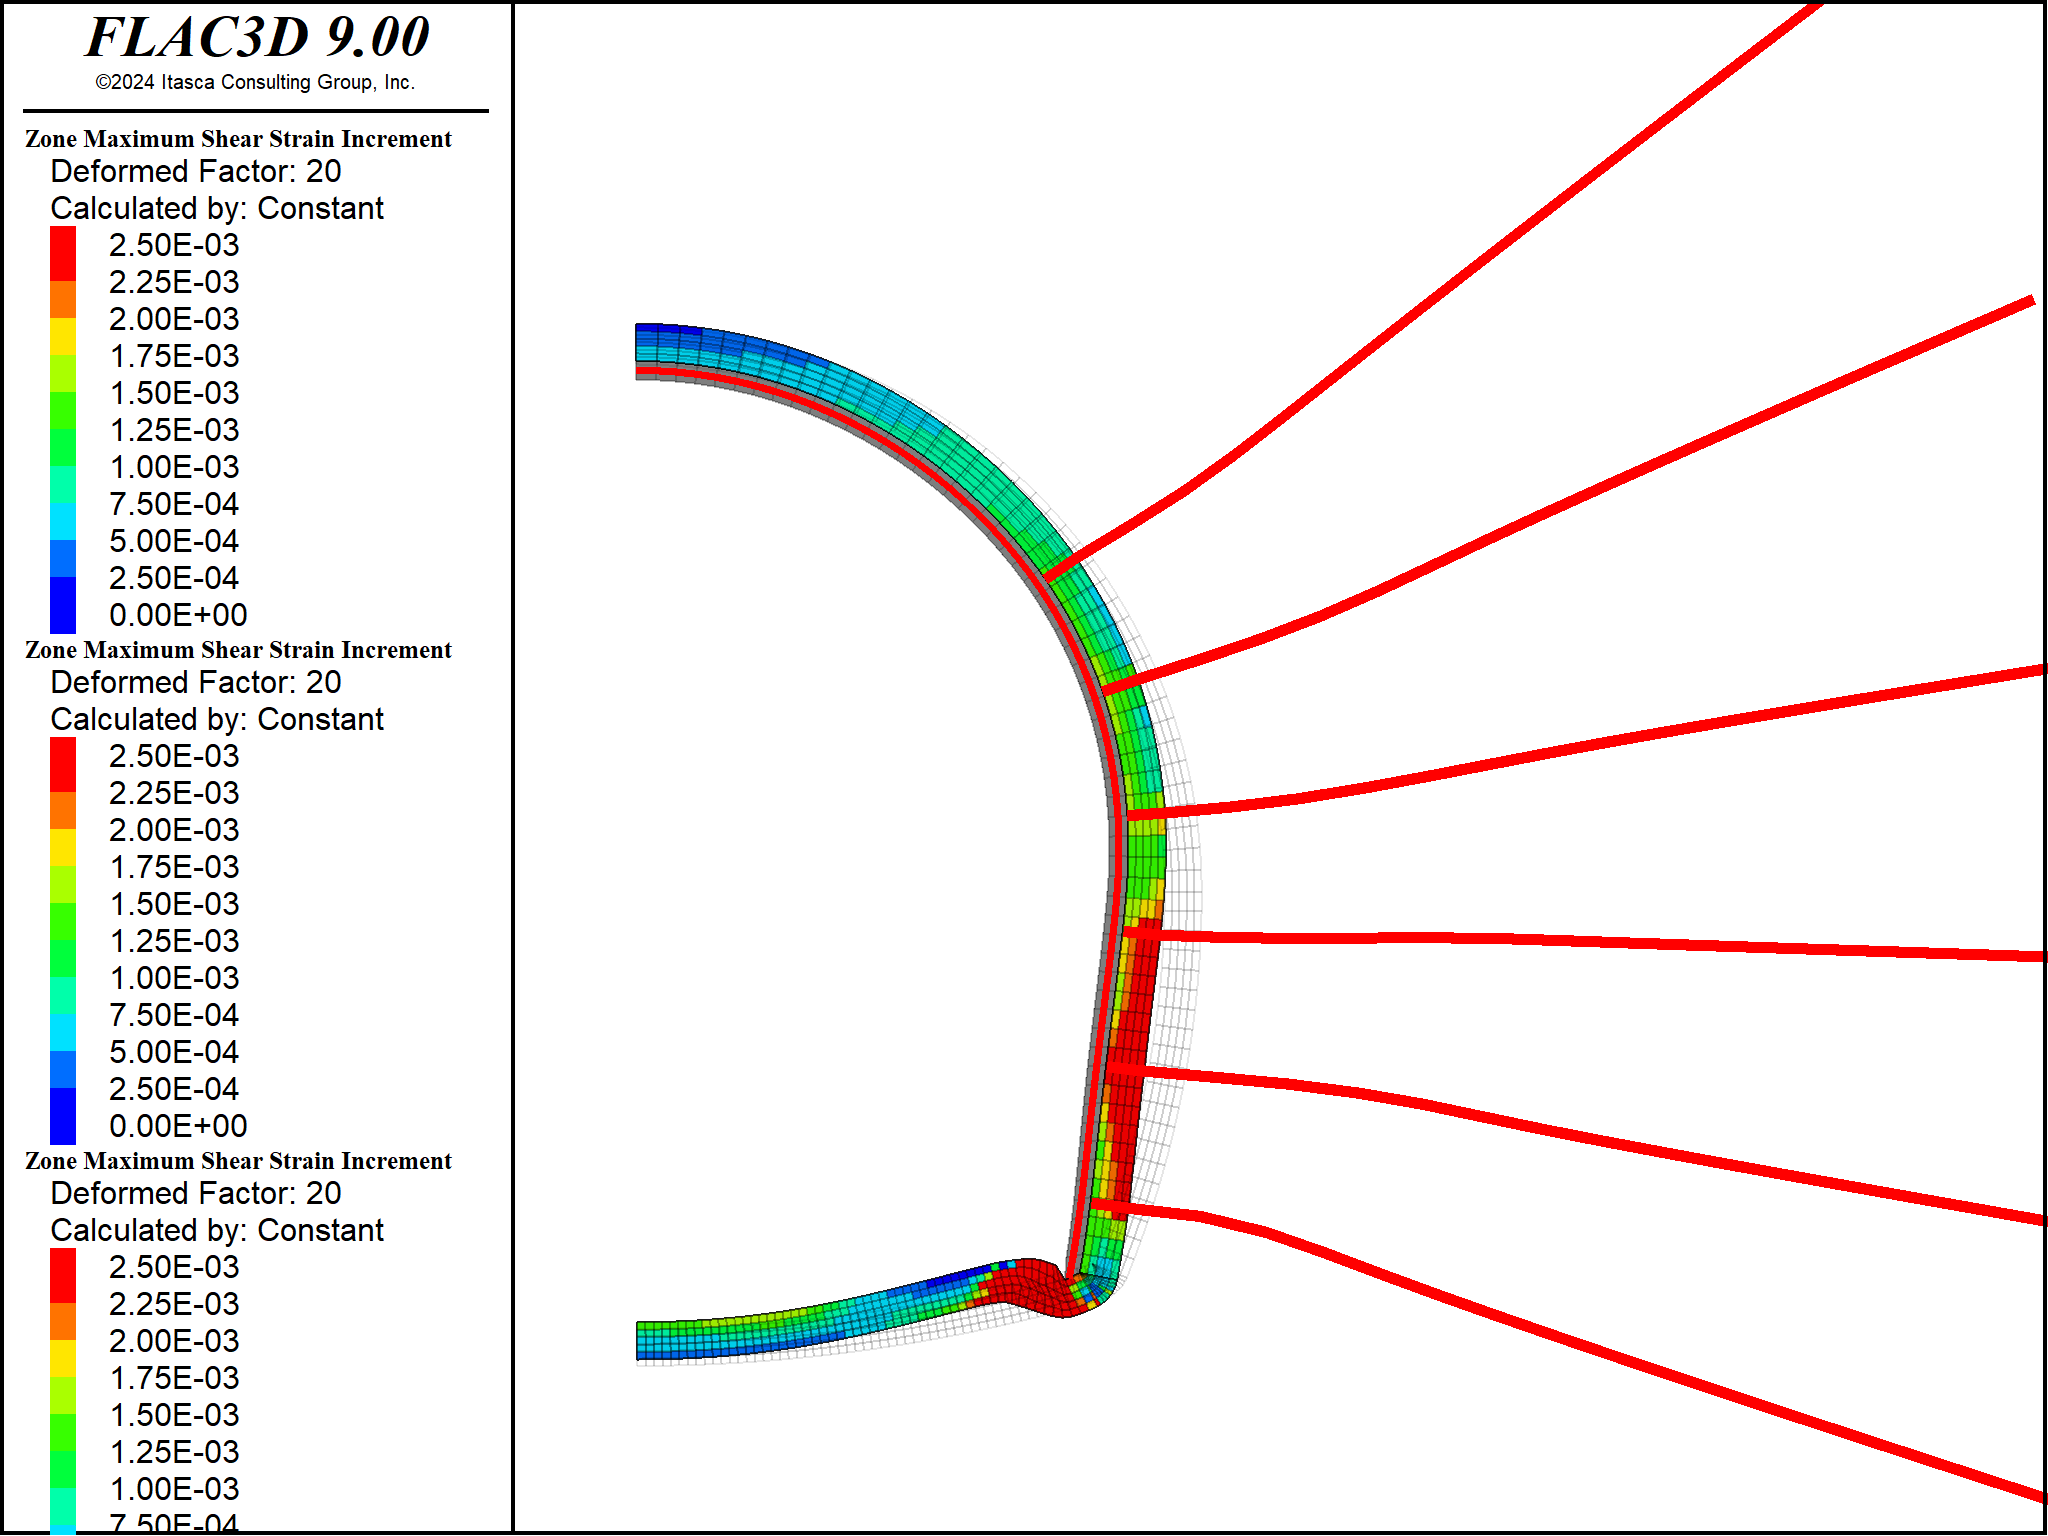 FLAC3D 9.00
©2024 Itasca Consulting Group, Inc.
Zone Maximum Shear Strain Increment
Deformed Factor: 20
Calculated by: Constant
2.50E-03
2.25E-03
2.00E-03
1.75E-03
1.50E-03
1.25E-03
1.00E-03
7.50E-04
5.00E-04
2.50E-04
0.00E+00
Zone Maximum Shear Strain Increment
Deformed Factor: 20
Calculated by: Constant
2.50E-03
2.25E-03
2.00E-03
1.75E-03
1.50E-03
1.25E-03
1.00E-03
7.50E-04
5.00E-04
2.50E-04
0.00E+00
Zone Maximum Shear Strain Increment
Deformed Factor: 20
Calculated by: Constant
2.50E-03
2.25E-03
2.00E-03
1.75E-03
1.50E-03
1.25E-03
1.00E-03
7.50E-04